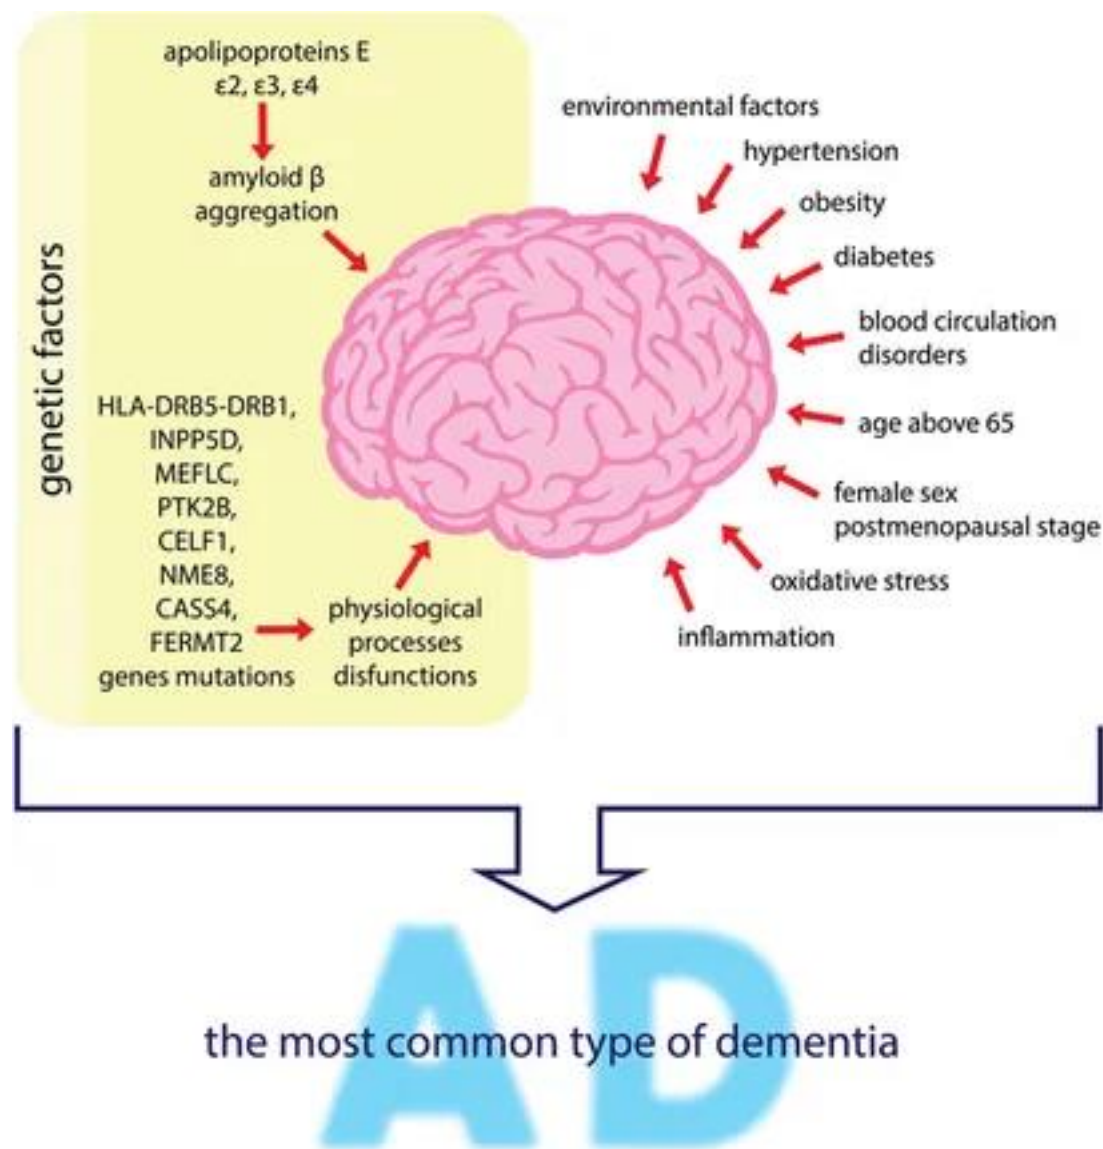 apolipoproteins E
ε2, ε3, ε4
amyloid β
aggregation
genetic factors
HLA-DRB5-DRB1,
INPP5D,
MEFLC,
PTK2B,
CELF1,
NME8,
CASS4,
FERMT2
genes mutations
physiological
processes
disfunctions
environmental factors
hypertension
obesity
diabetes
blood circulation
disorders
age above 65
female sex
postmenopausal stage
oxidative stress
inflammation
AD
the most common type of dementia